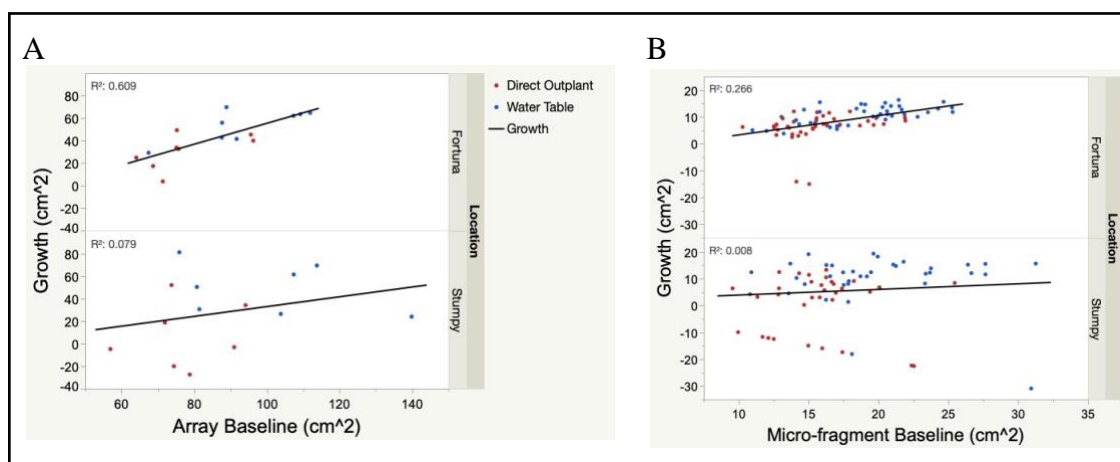 A
R²: 0.609
80
60
40
20
0
-20
-40
Fortuna
R²: 0.079
80
60
40
20
0
-20
-40
Stumpy
Location
Growth (cm^2)
60 80 100 120 140
Array Baseline (cm^2)
Direct Outplant
Water Table
Growth
B
R²: 0.266
20
10
0
-10
-20
-30
Fortuna
R²: 0.008
20
10
0
-10
-20
-30
Stumpy
Location
Growth (cm^2)
10 15 20 25 30 35
Micro-fragment Baseline (cm^2)